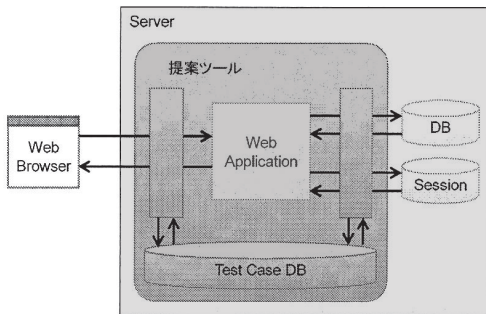 Server
提案ツール
Web
Browser
Web
Application
DB
Session
Test Case DB